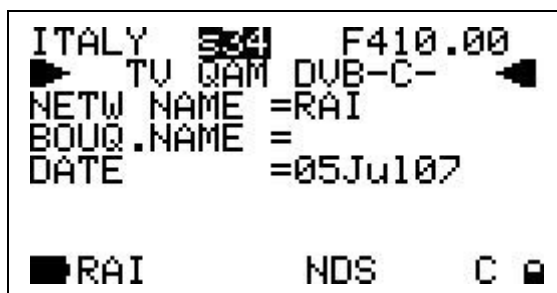 ITALY s34 F410.00
TV QAM DVB-C-
NETW NAME =RAI
BOUQ.NAME =
DATE =05Jul07
RAI NDS C